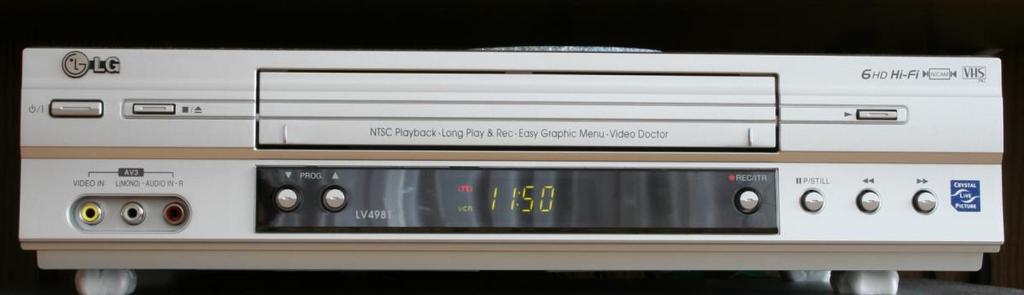 LG
6HD Hi-Fi NICAM VHS
PAL
NTSC Playback · Long Play & Rec · Easy Graphic Menu · Video Doctor
AV3
VIDEO IN L(MONO) - AUDIO IN - R
PROG.
LV4981
VCR
11:50
REC/ITR
P/STILL
CRYSTAL
LIVE
PICTURE